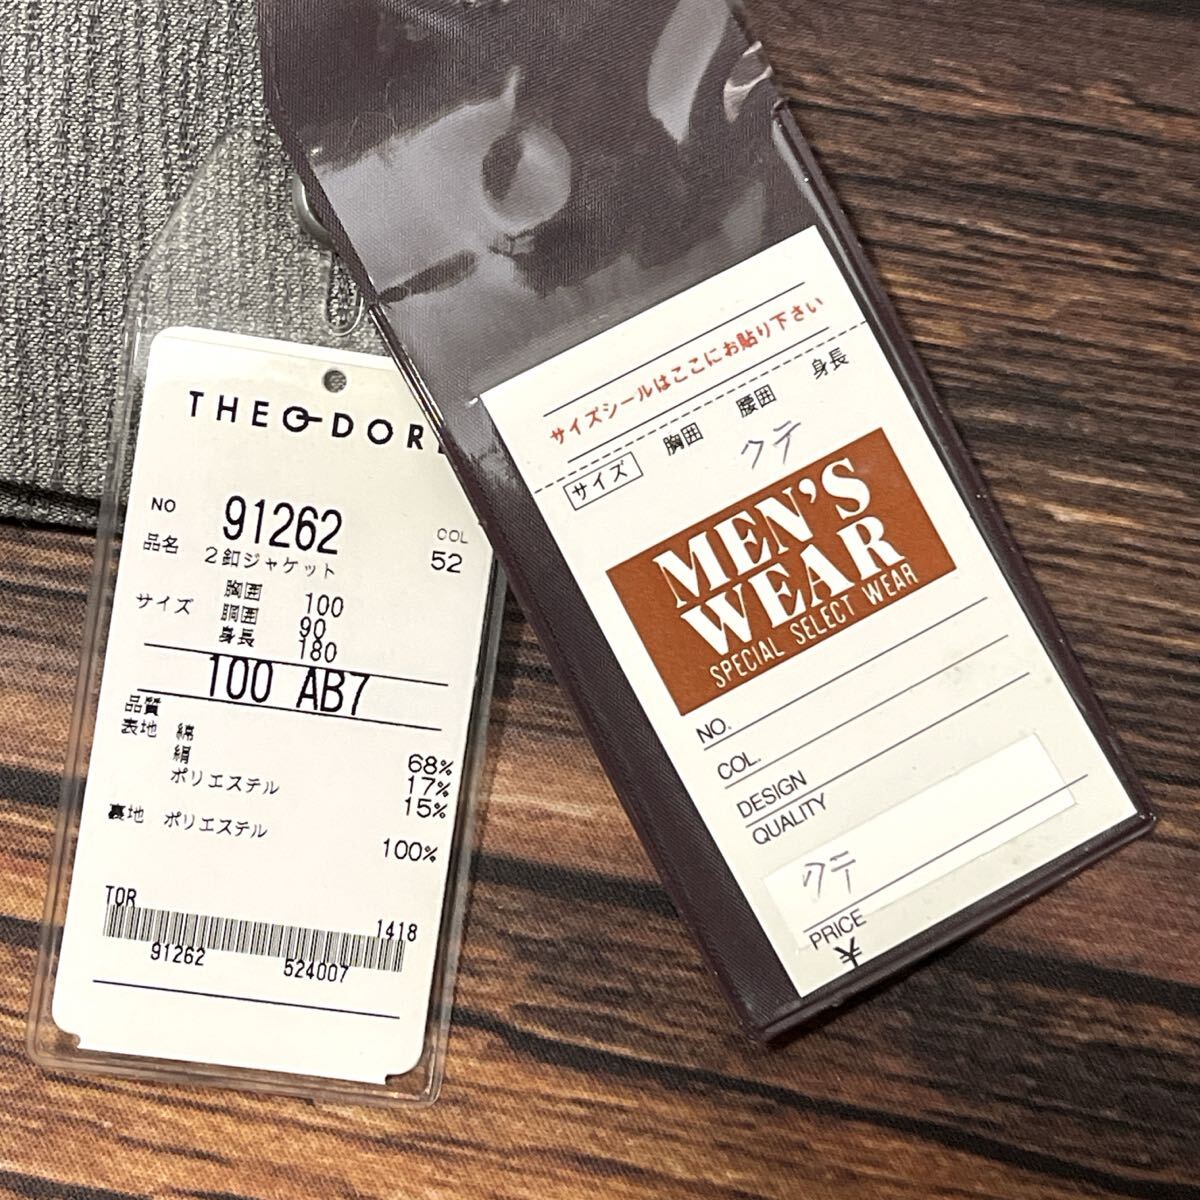 THEODOR
NO 91262 COL
品名 2釦ジャケット 52
サイズ 胸囲 100
胴囲 90
身長 180
100 AB7
品質
表地 綿 68%
絹 17%
ポリエステル 15%
裏地 ポリエステル 100%
TOR 1418
91262 524007
サイズシールはここにお貼り下さい
サイズ 胸囲 腰囲 身長
クテ
MEN'S
WEAR
SPECIAL SELECT WEAR
NO.
COL.
DESIGN
QUALITY
クテ
PRICE
¥